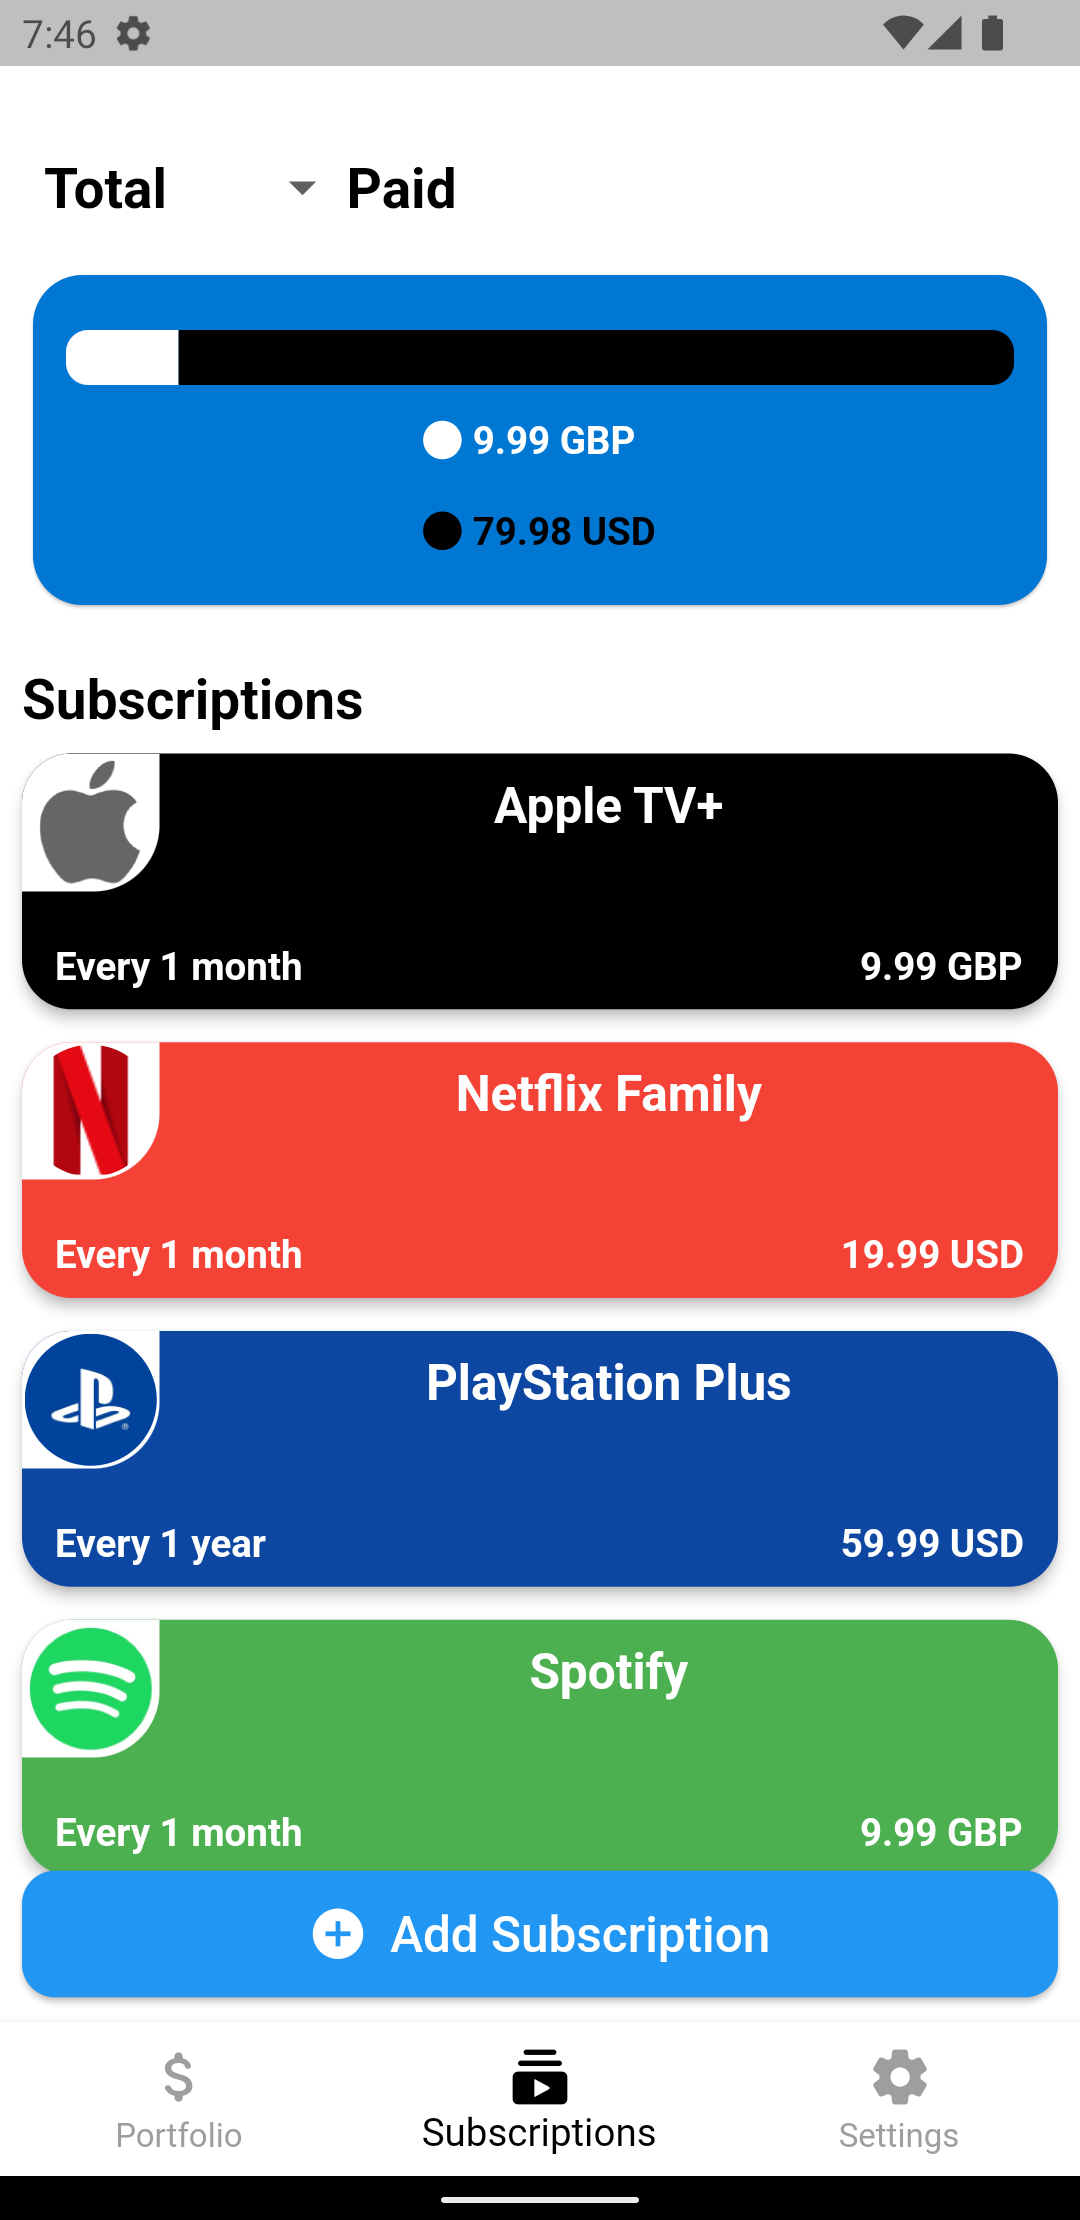 7:46
Total Paid
9.99 GBP
79.98 USD
Subscriptions
Apple TV+
Every 1 month 9.99 GBP
Netflix Family
Every 1 month 19.99 USD
PlayStation Plus
Every 1 year 59.99 USD
Spotify
Every 1 month 9.99 GBP
Add Subscription
Portfolio Subscriptions Settings